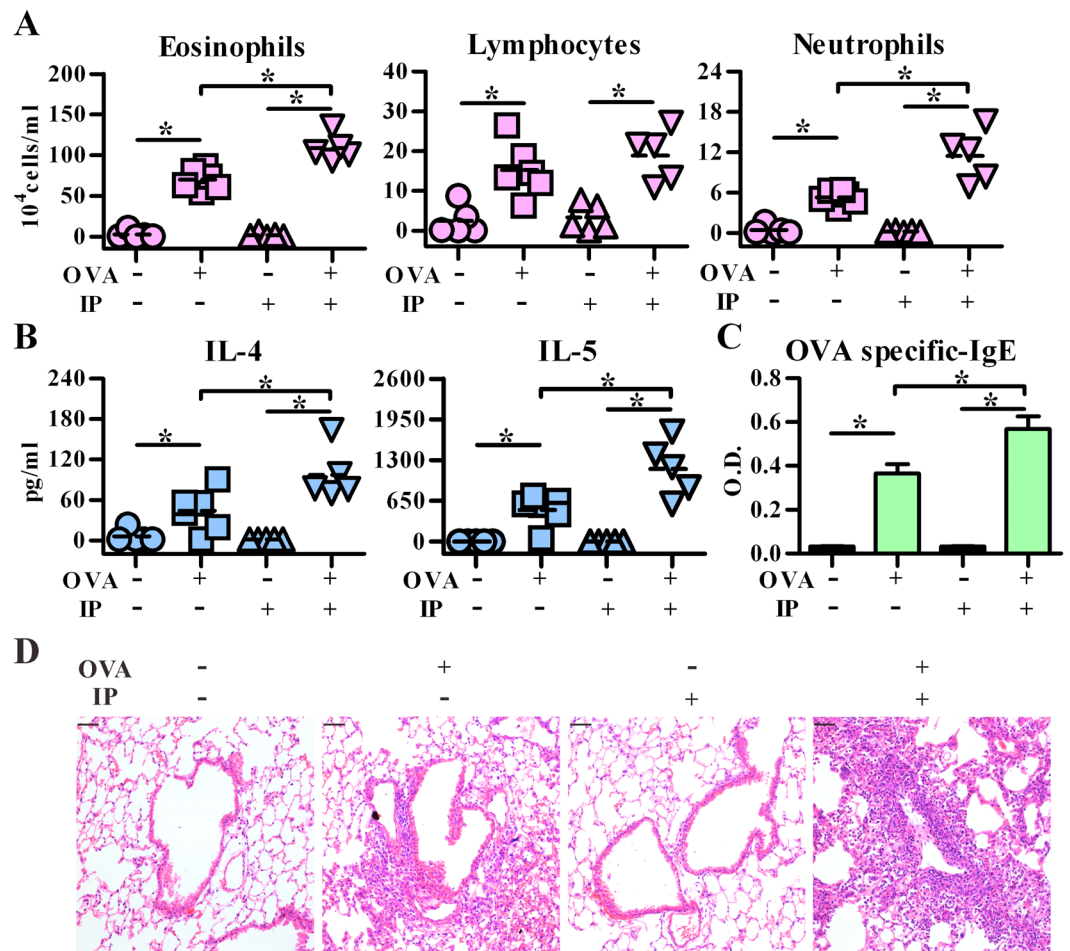 A
Eosinophils
Lymphocytes
Neutrophils
10⁴cells/ml
200
150
100
50
0
40
30
20
10
0
24
18
12
6
0
*
*
*
*
*
*
*
*
*
*
OVA - + - + OVA - + - + OVA - + - +
IP - - + + IP - - + + IP - - + +
B
IL-4
IL-5
C
OVA specific-IgE
pg/ml
240
180
120
60
0
2600
1950
1300
650
0
O.D.
0.8
0.6
0.4
0.2
0.0
*
*
*
*
*
*
*
*
*
OVA - + - + OVA - + - + OVA - + - +
IP - - + + IP - - + + IP - - + +
D
OVA - + - +
IP - - + +